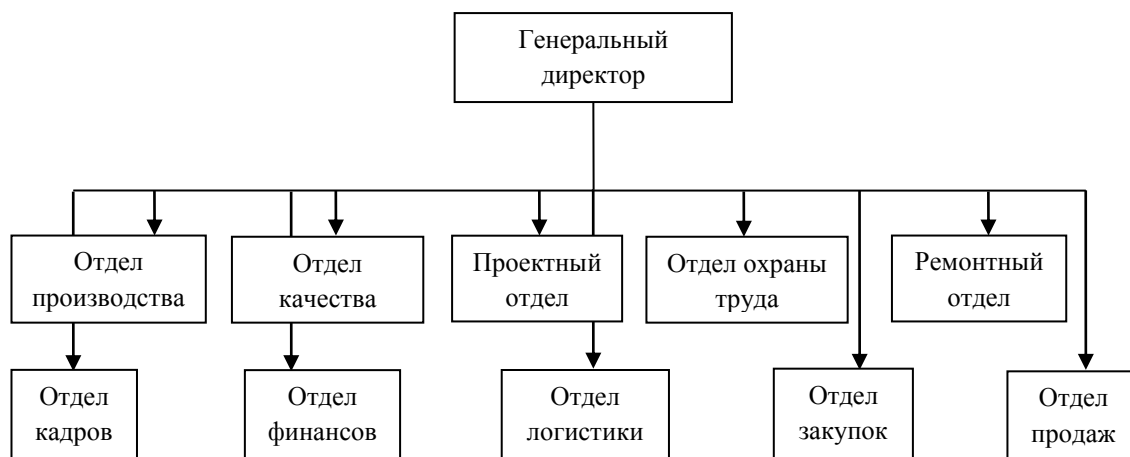 Генеральный
директор
Отдел
производства
Отдел
качества
Проектный
отдел
Отдел охраны
труда
Ремонтный
отдел
Отдел
кадров
Отдел
финансов
Отдел
логистики
Отдел
закупок
Отдел
продаж